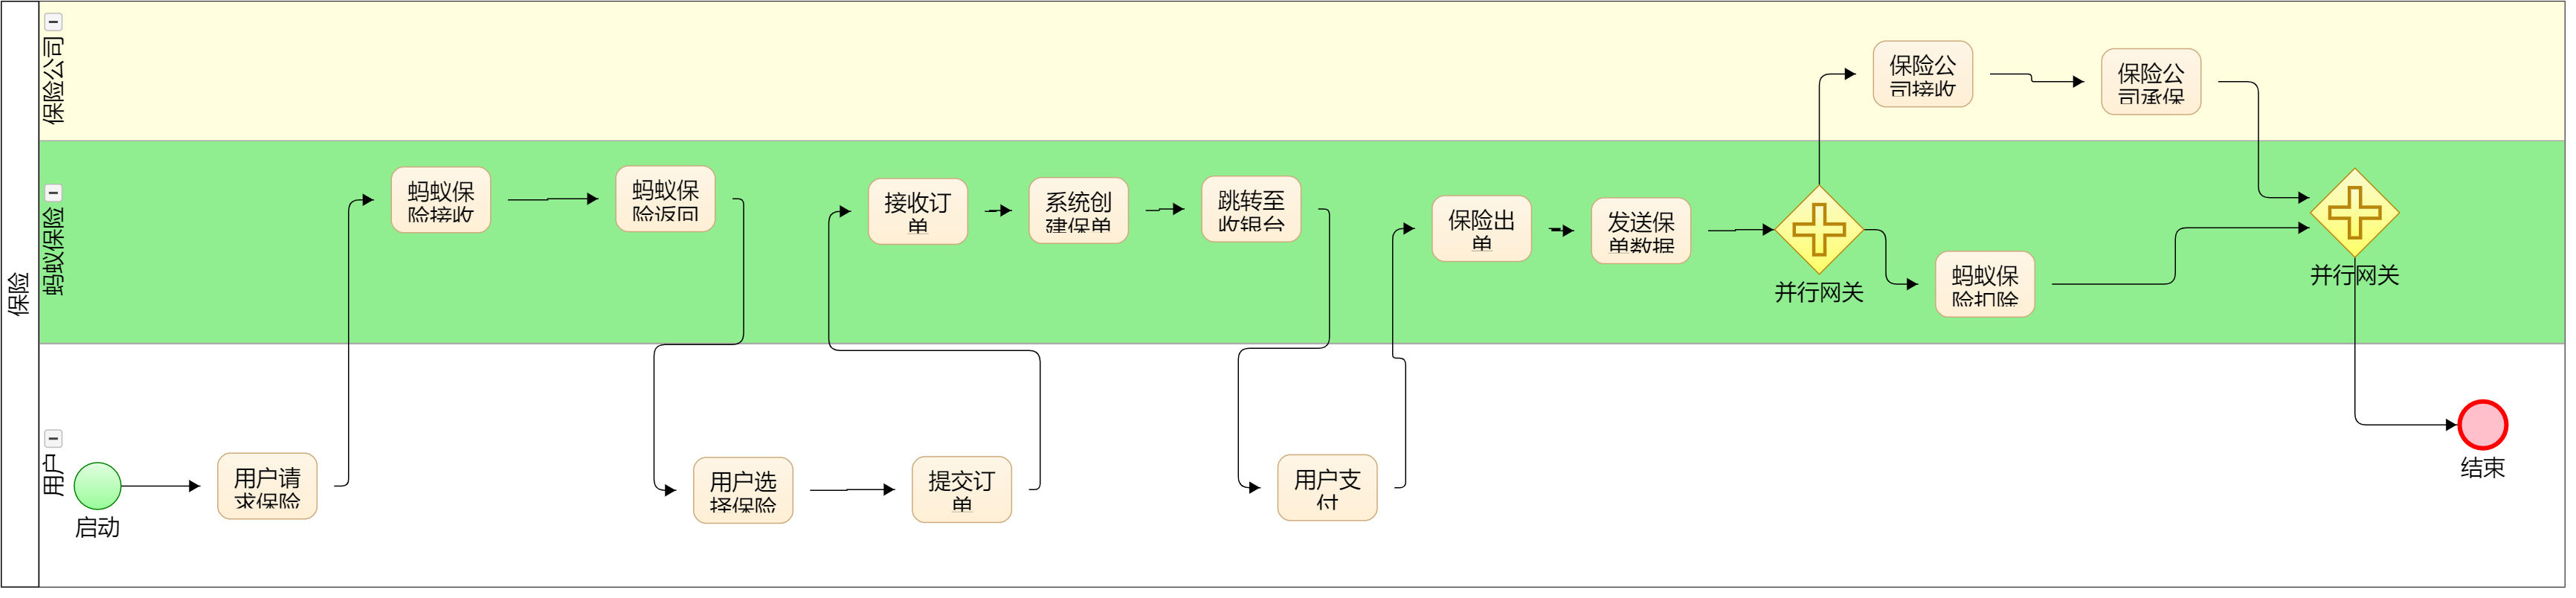 保险
保险公司
蚂蚁保险
用户
启动
用户请
求保险
蚂蚁保
险接收
蚂蚁保
险返回
用户选
择保险
提交订
单
接收订
单
系统创
建保单
跳转至
收银台
用户支
付
保险出
单
发送保
单数据
并行网关
保险公
司接收
保险公
司承保
蚂蚁保
险扣除
并行网关
结束